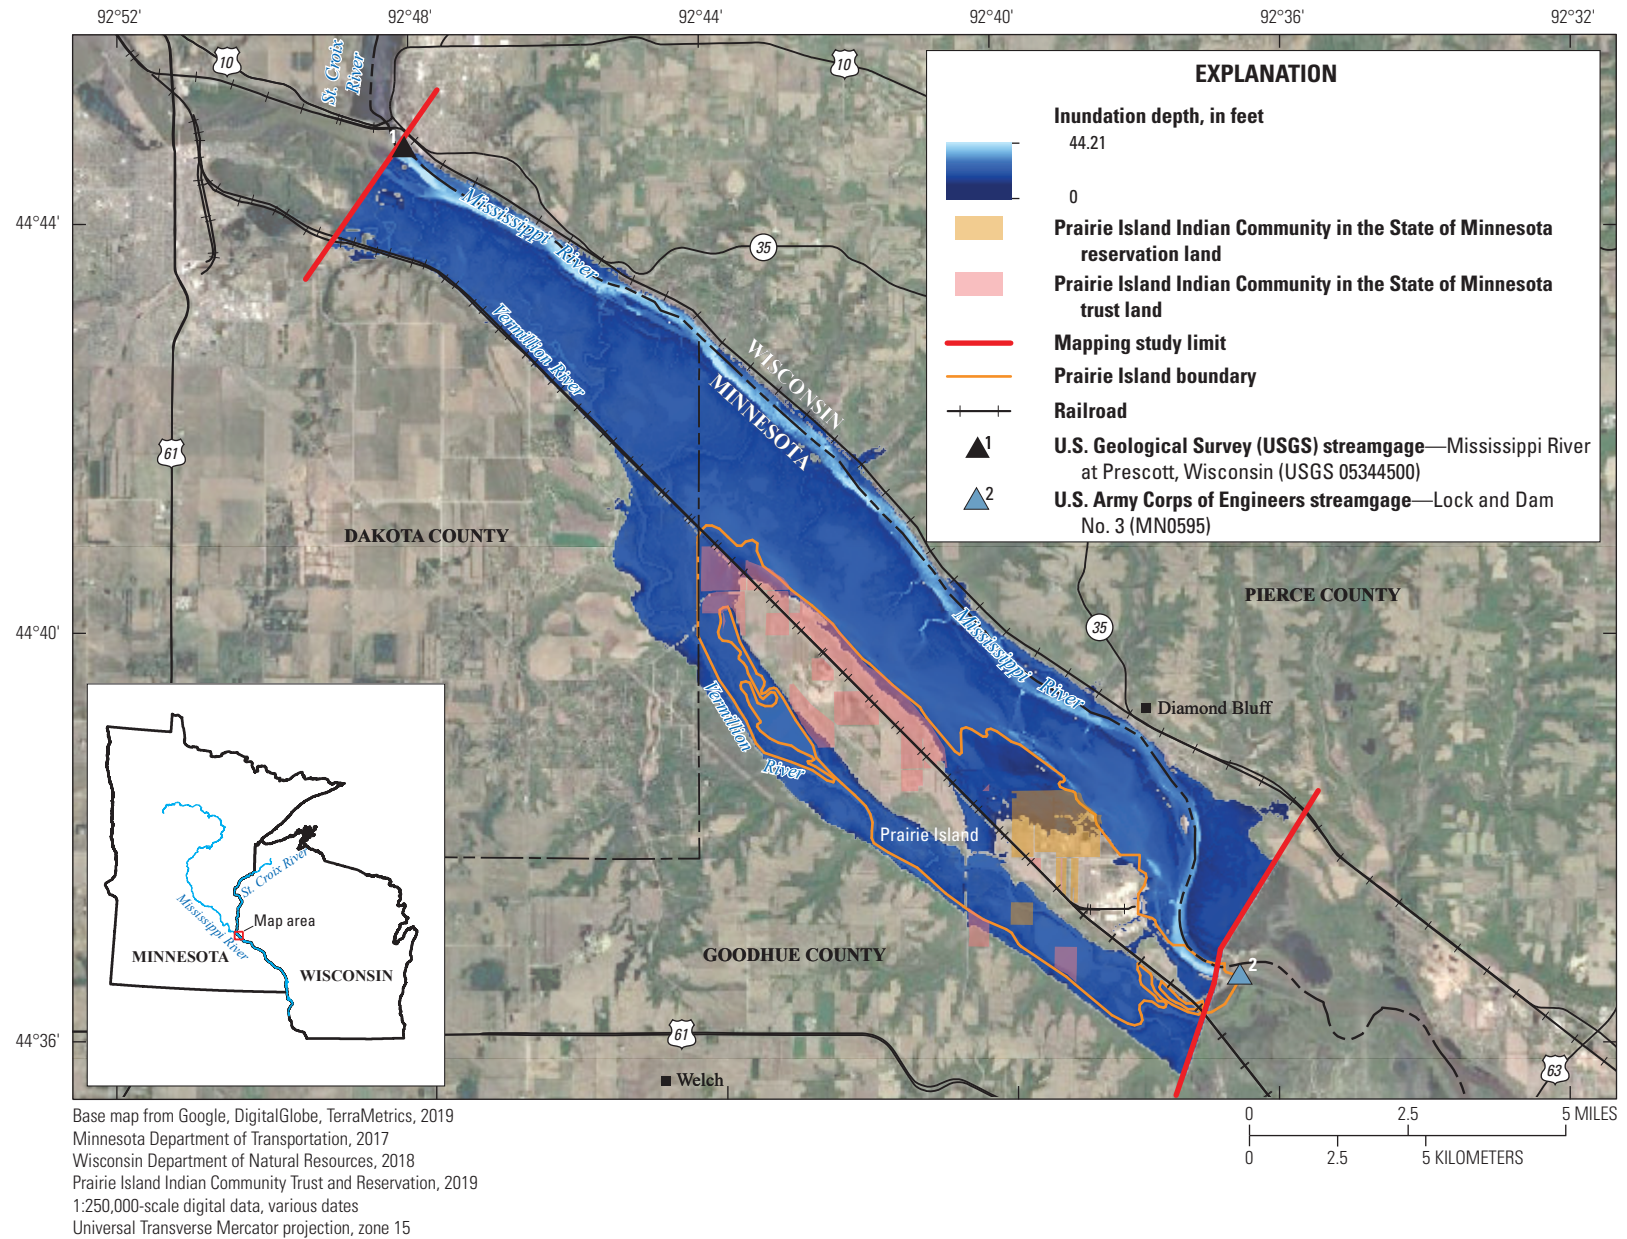 92°52'
92°48'
92°44'
92°40'
92°36'
92°32'
44°44'
44°40'
44°36'
10
St. Croix
River
10
1
Mississippi River
35
Vermillion River
WISCONSIN
MINNESOTA
61
DAKOTA COUNTY
PIERCE COUNTY
35
Mississippi River
Diamond Bluff
Vermillion
River
Prairie Island
GOODHUE COUNTY
2
61
Welch
63
EXPLANATION
Inundation depth, in feet
44.21
0
Prairie Island Indian Community in the State of Minnesota
reservation land
Prairie Island Indian Community in the State of Minnesota
trust land
Mapping study limit
Prairie Island boundary
Railroad
1
U.S. Geological Survey (USGS) streamgage—Mississippi River
at Prescott, Wisconsin (USGS 05344500)
2
U.S. Army Corps of Engineers streamgage—Lock and Dam
No. 3 (MN0595)
St. Croix River
Mississippi River
Map area
MINNESOTA
WISCONSIN
Base map from Google, DigitalGlobe, TerraMetrics, 2019
Minnesota Department of Transportation, 2017
Wisconsin Department of Natural Resources, 2018
Prairie Island Indian Community Trust and Reservation, 2019
1:250,000-scale digital data, various dates
Universal Transverse Mercator projection, zone 15
0 2.5 5 MILES
0 2.5 5 KILOMETERS